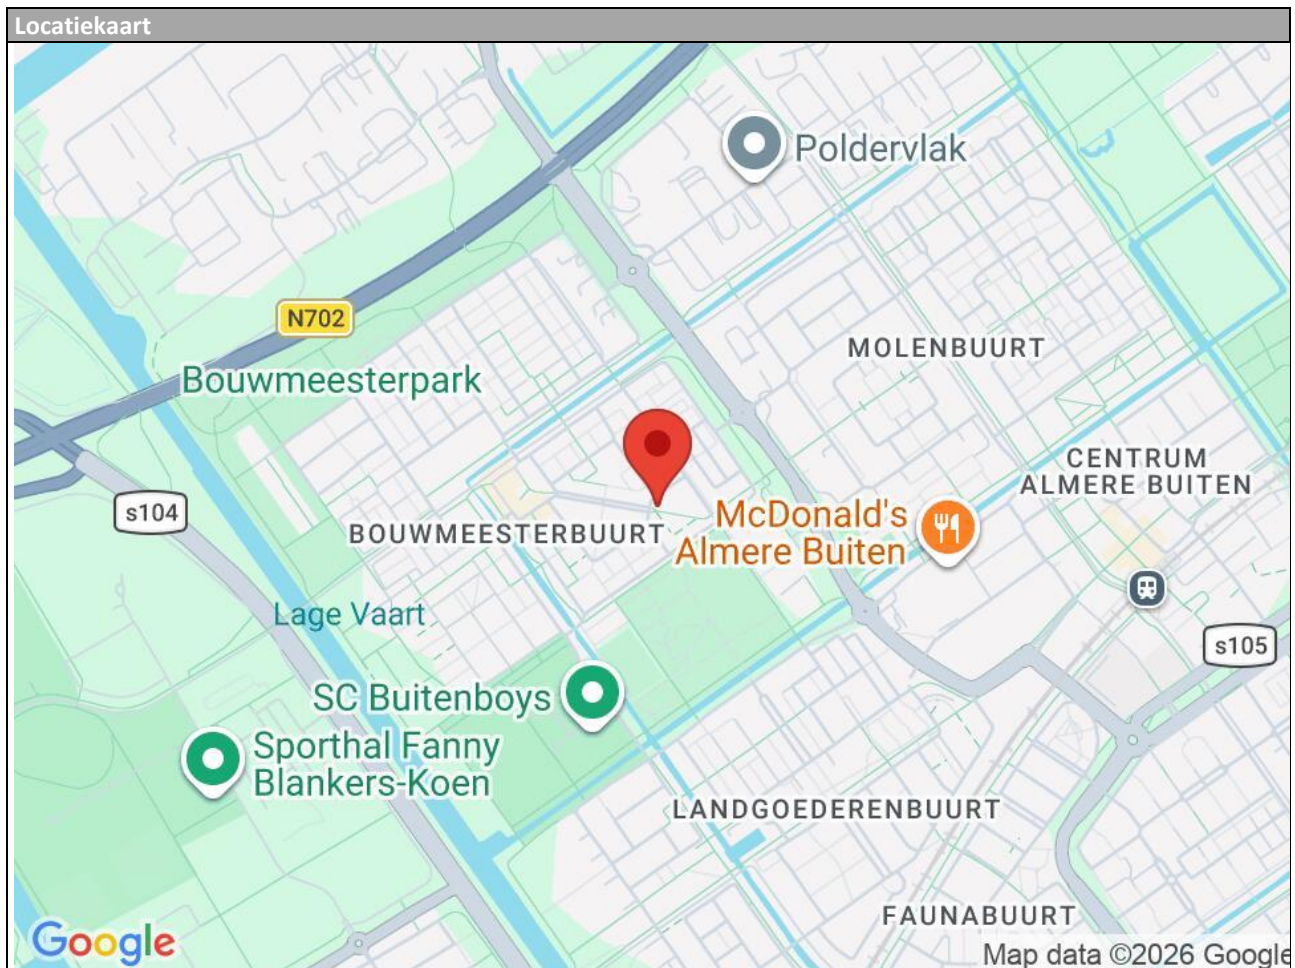 Locatiekaart
Poldervlak
N702
MOLENBUURT
Bouwmeesterpark
CENTRUM
ALMERE BUITEN
s104
McDonald's
Almere Buiten
BOUWMEESTERBUURT
Lage Vaart
s105
SC Buitenboys
Sporthal Fanny
Blankers-Koen
LANDGOEDERENBUURT
FAUNABUURT
Google
Map data ©2026 Google